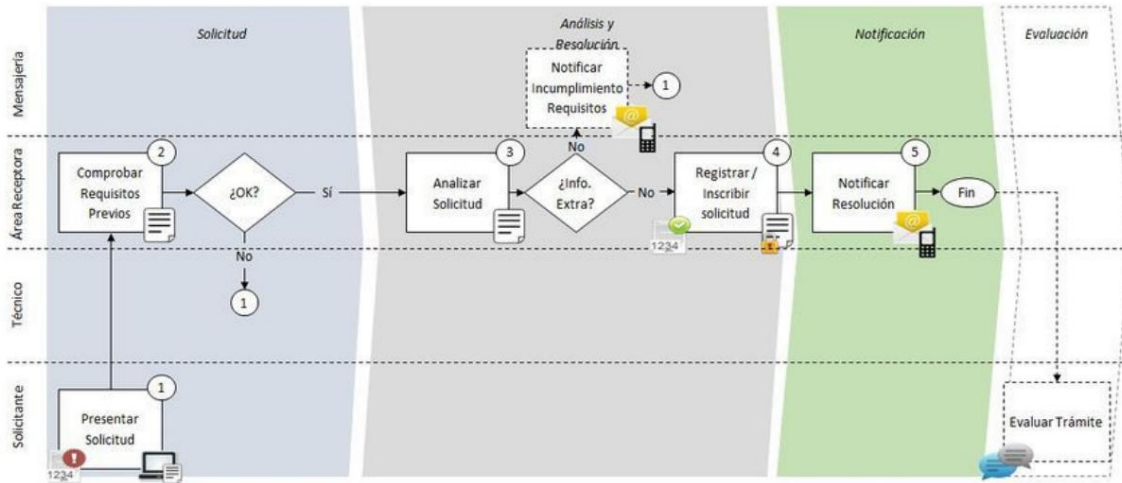 Solicitud
Análisis y
Resolución
Notificación
Evaluación
Mensajería
Notificar
Incumplimiento
Requisitos
1
No
Área Receptora
2
Comprobar
Requisitos
Previos
¿OK?
Sí
3
Analizar
Solicitud
¿Info.
Extra?
No
4
Registrar /
Inscribir
solicitud
1234
5
Notificar
Resolución
Fin
No
1
Técnico
Solicitante
1
Presentar
Solicitud
1234
Evaluar Trámite